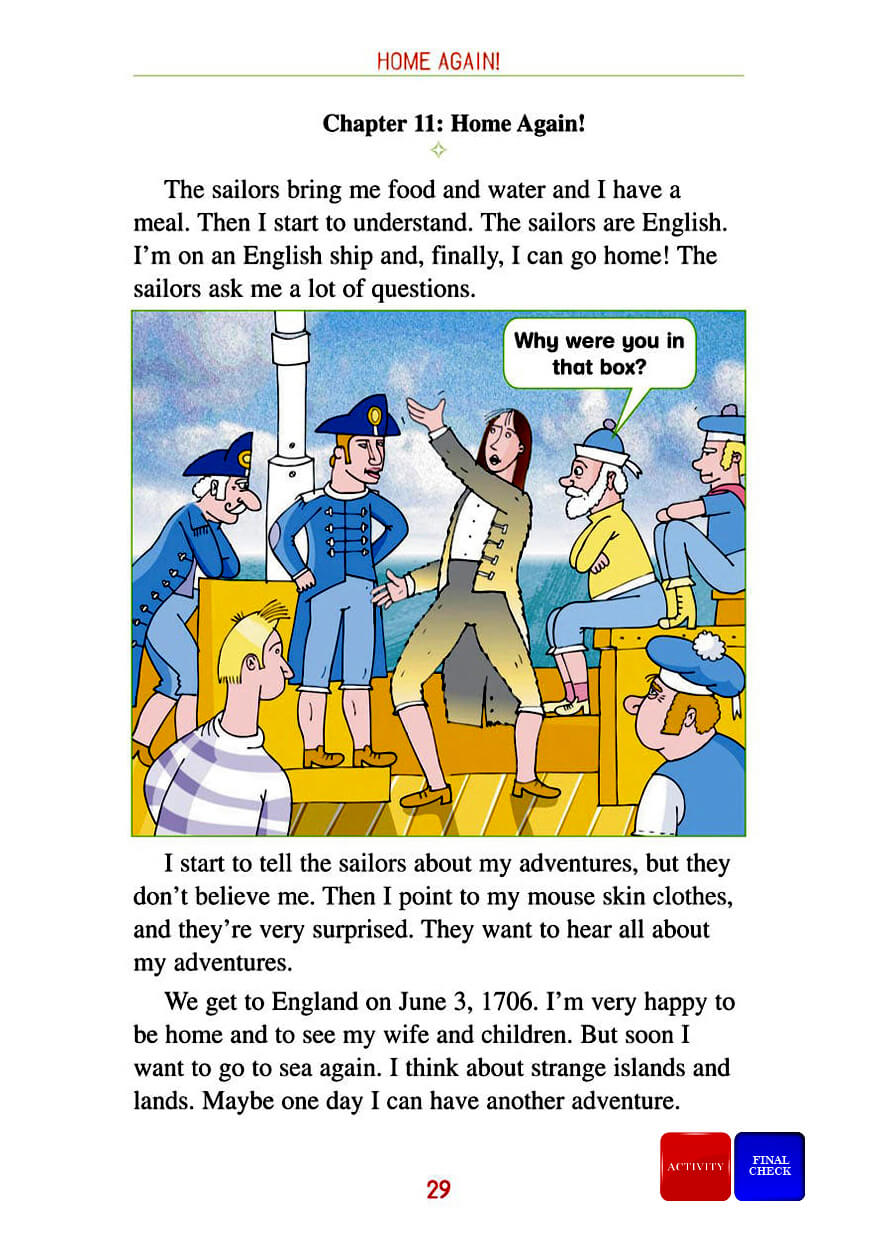 HOME AGAIN!
Chapter 11: Home Again!
The sailors bring me food and water and I have a
meal. Then I start to understand. The sailors are English.
I’m on an English ship and, finally, I can go home! The
sailors ask me a lot of questions.
Why were you in
that box?
I start to tell the sailors about my adventures, but they
don’t believe me. Then I point to my mouse skin clothes,
and they’re very surprised. They want to hear all about
my adventures.
We get to England on June 3, 1706. I’m very happy to
be home and to see my wife and children. But soon I
want to go to sea again. I think about strange islands and
lands. Maybe one day I can have another adventure.
ACTIVITY
FINAL
CHECK
29